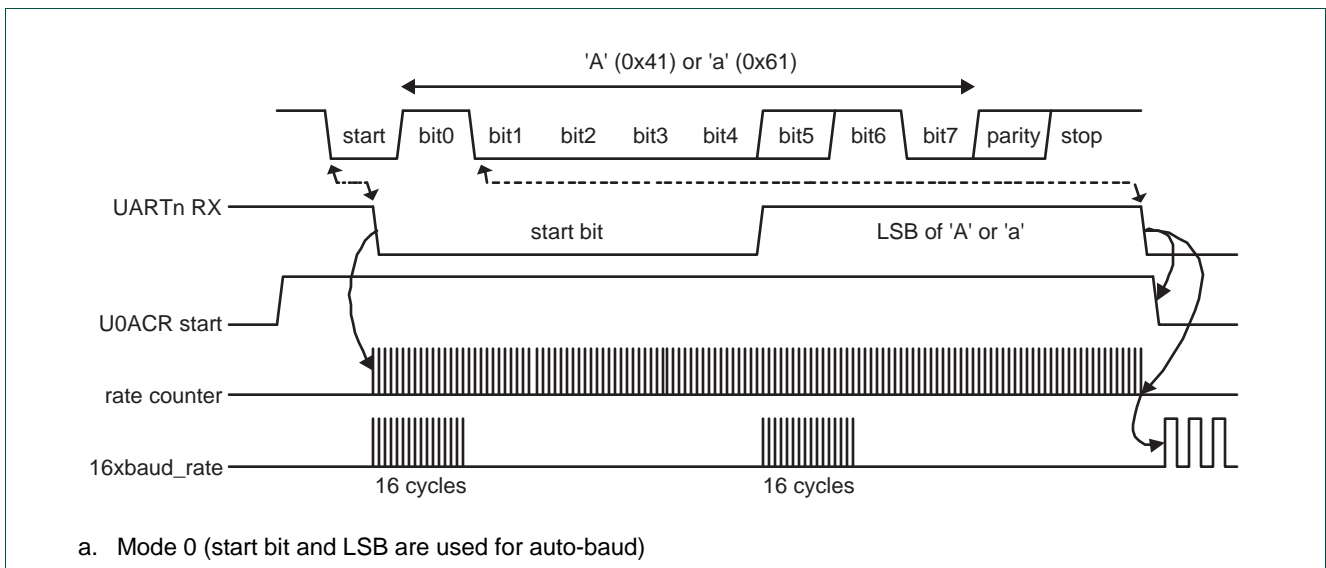 'A' (0x41) or 'a' (0x61)
start bit0 bit1 bit2 bit3 bit4 bit5 bit6 bit7 parity stop
UARTn RX
start bit LSB of 'A' or 'a'
U0ACR start
rate counter
16xbaud_rate
16 cycles 16 cycles
a. Mode 0 (start bit and LSB are used for auto-baud)